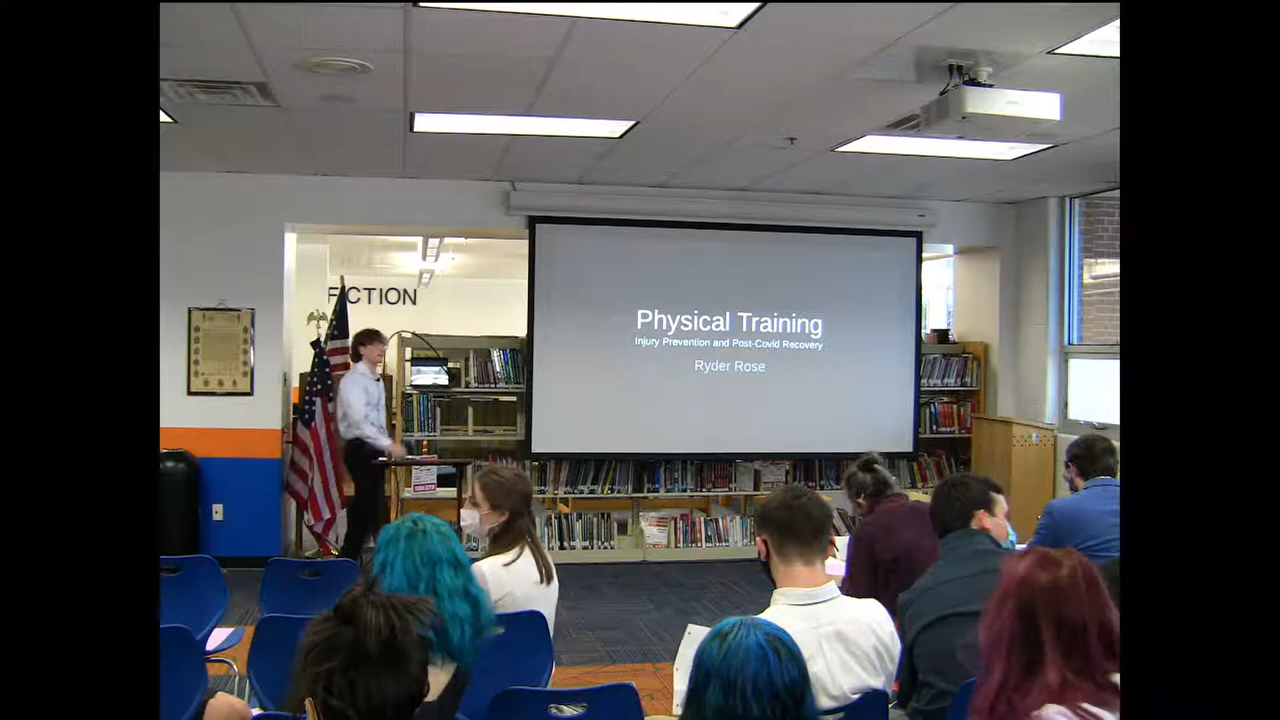 FICTION
Physical Training
Injury Prevention and Post-Covid Recovery
Ryder Rose